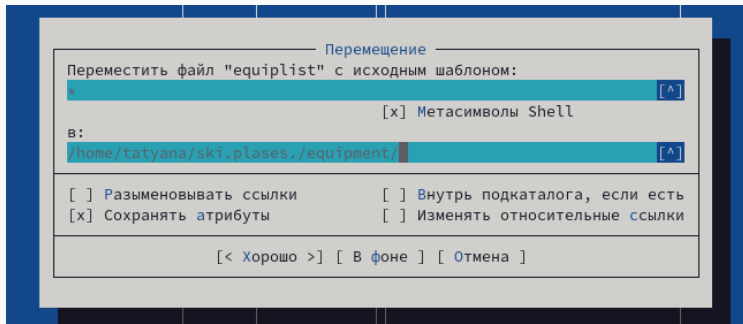 Перемещение
Переместить файл "equiplist" с исходным шаблоном:
* [^]
[x] Метасимволы Shell
в:
/home/tatyana/ski.plases./equipment/ [^]
[ ] Разыменовывать ссылки [ ] Внутрь подкаталога, если есть
[x] Сохранять атрибуты [ ] Изменять относительные ссылки
[< Хорошо >] [ В фоне ] [ Отмена ]